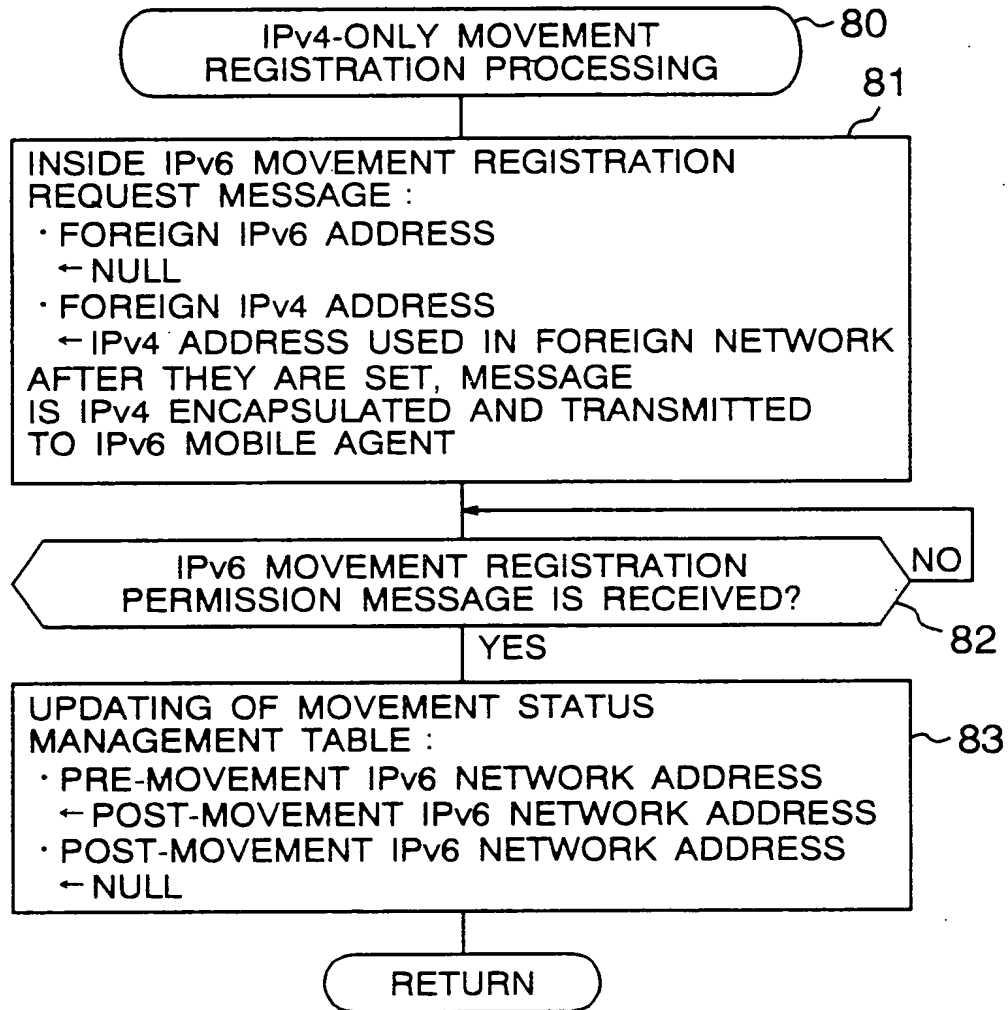 IPv4-ONLY MOVEMENT
REGISTRATION PROCESSING
80
81
INSIDE IPv6 MOVEMENT REGISTRATION
REQUEST MESSAGE :
· FOREIGN IPv6 ADDRESS
← NULL
· FOREIGN IPv4 ADDRESS
← IPv4 ADDRESS USED IN FOREIGN NETWORK
AFTER THEY ARE SET, MESSAGE
IS IPv4 ENCAPSULATED AND TRANSMITTED
TO IPv6 MOBILE AGENT
IPv6 MOVEMENT REGISTRATION
PERMISSION MESSAGE IS RECEIVED?
NO
82
YES
UPDATING OF MOVEMENT STATUS
MANAGEMENT TABLE :
· PRE-MOVEMENT IPv6 NETWORK ADDRESS
← POST-MOVEMENT IPv6 NETWORK ADDRESS
· POST-MOVEMENT IPv6 NETWORK ADDRESS
← NULL
83
RETURN